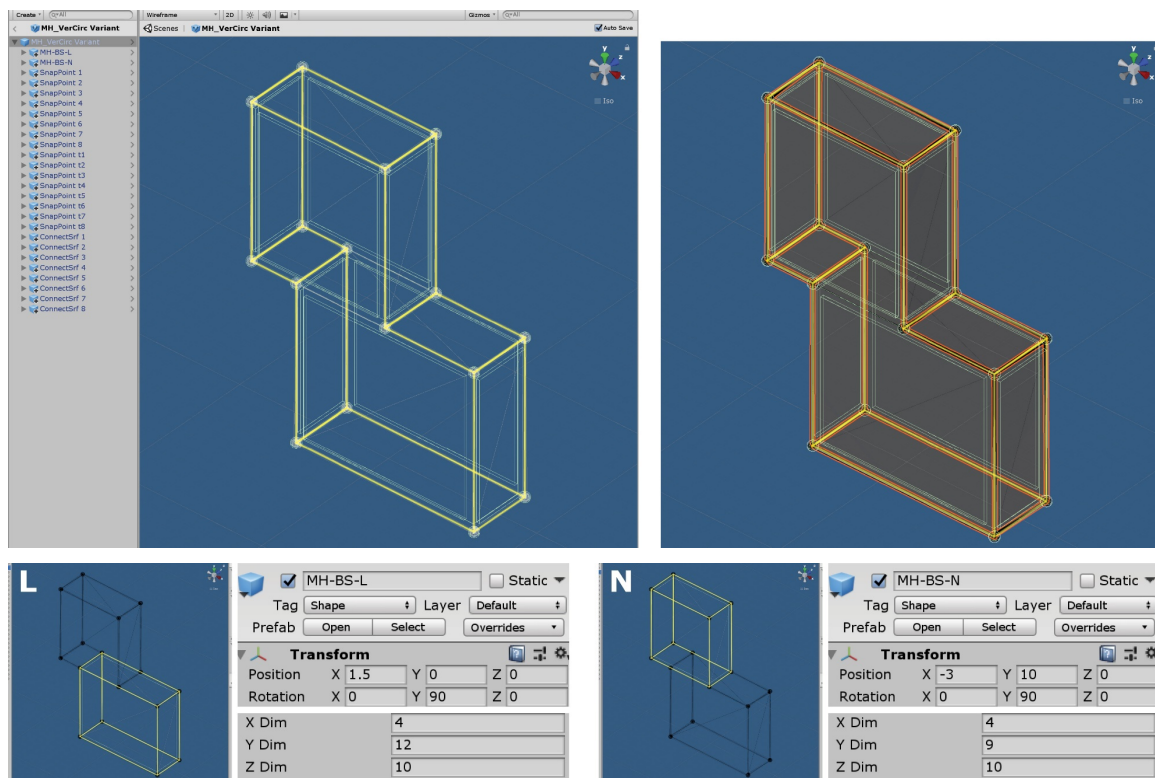 Create
All
Wireframe
2D
Gizmos
All
MH_VerCirc Variant
Scenes
MH_VerCirc Variant
Auto Save
MH_VerCirc Variant
MH-BS-L
MH-BS-N
SnapPoint 1
SnapPoint 2
SnapPoint 3
SnapPoint 4
SnapPoint 5
SnapPoint 6
SnapPoint 7
SnapPoint 8
SnapPoint t1
SnapPoint t2
SnapPoint t3
SnapPoint t4
SnapPoint t5
SnapPoint t6
SnapPoint t7
SnapPoint t8
ConnectSrf 1
ConnectSrf 2
ConnectSrf 3
ConnectSrf 4
ConnectSrf 5
ConnectSrf 6
ConnectSrf 7
ConnectSrf 8
y
z
x
Iso
y
z
x
Iso
L
MH-BS-L Static
Tag Shape Layer Default
Prefab Open Select Overrides
Transform
Position X 1.5 Y 0 Z 0
Rotation X 0 Y 90 Z 0
X Dim 4
Y Dim 12
Z Dim 10
N
MH-BS-N Static
Tag Shape Layer Default
Prefab Open Select Overrides
Transform
Position X -3 Y 10 Z 0
Rotation X 0 Y 90 Z 0
X Dim 4
Y Dim 9
Z Dim 10